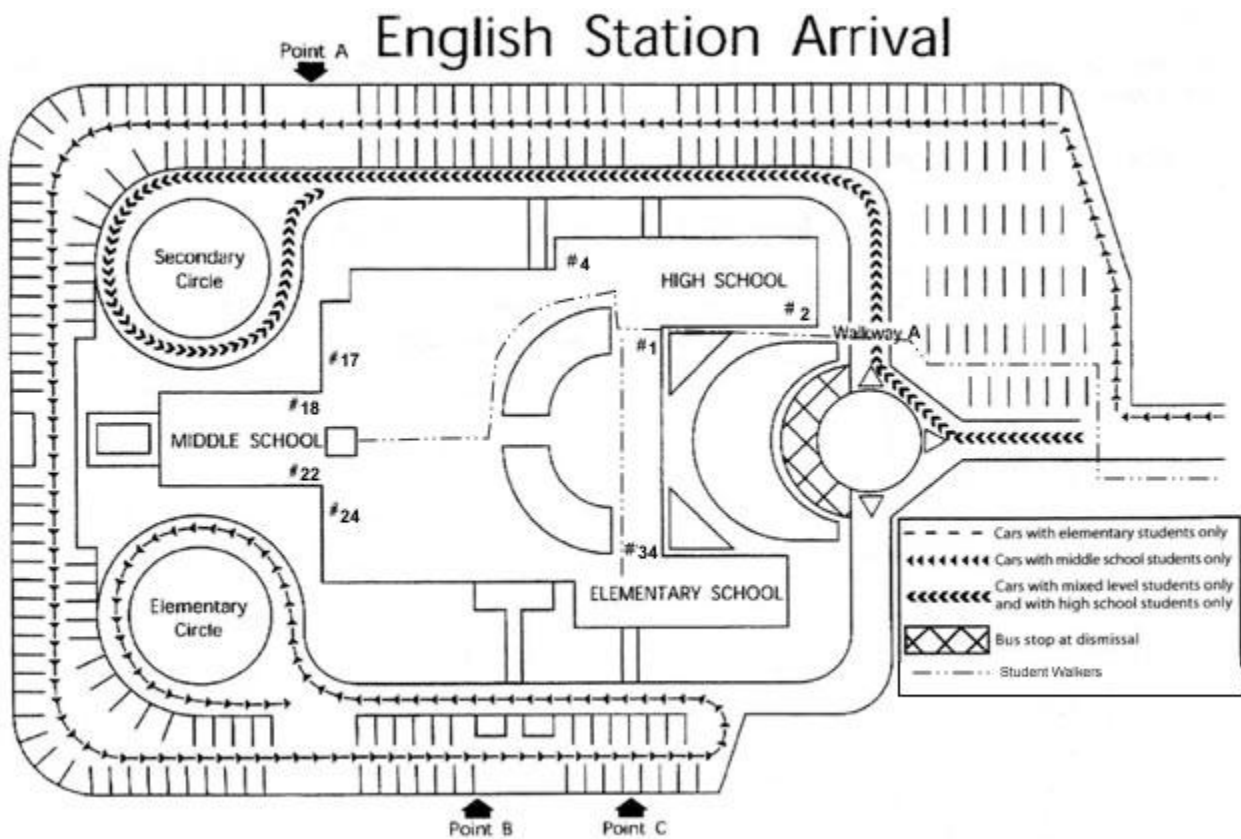 English Station Arrival
Point A
Secondary
Circle
#4
HIGH SCHOOL
#2
Walkway A
#1
#17
#18
MIDDLE SCHOOL
#22
#24
#34
Elementary
Circle
ELEMENTARY SCHOOL
Cars with elementary students only
Cars with middle school students only
Cars with mixed level students only
and with high school students only
Bus stop at dismissal
Student Walkers
Point B
Point C